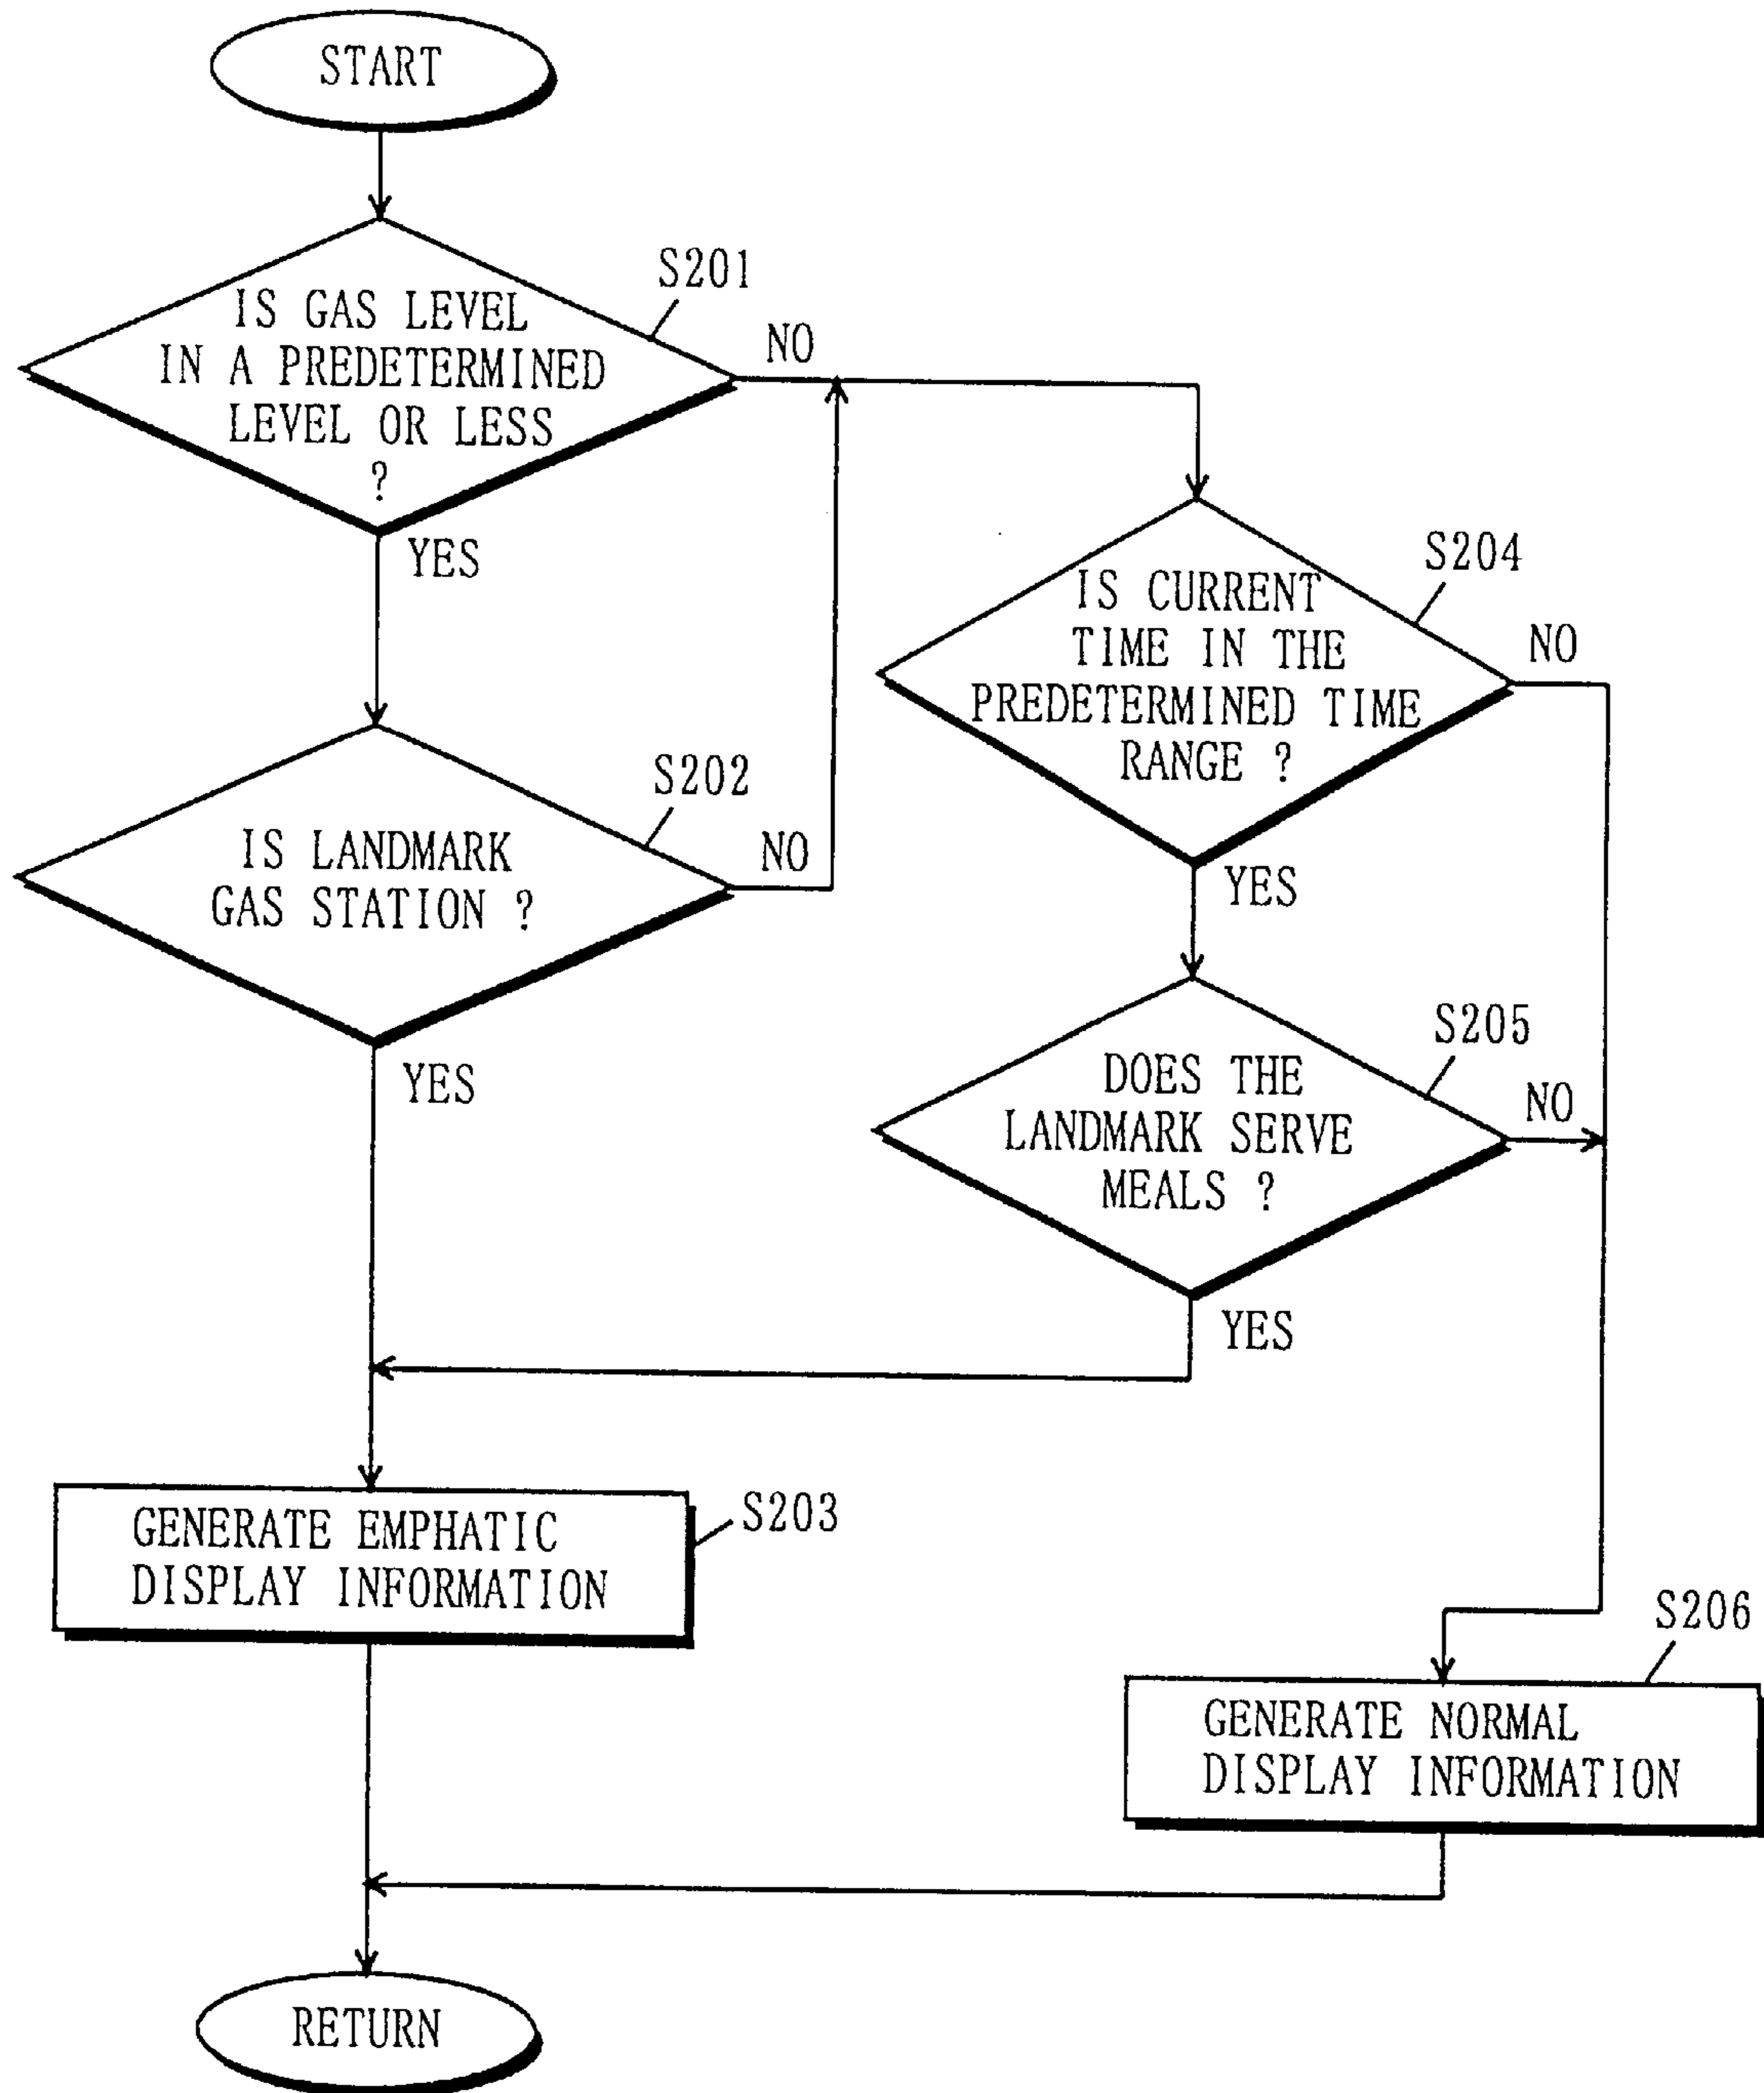 START
S201
IS GAS LEVEL
IN A PREDETERMINED
LEVEL OR LESS
?
NO
YES
S202
IS LANDMARK
GAS STATION ?
NO
YES
S204
IS CURRENT
TIME IN THE
PREDETERMINED TIME
RANGE ?
NO
YES
S205
DOES THE
LANDMARK SERVE
MEALS ?
NO
YES
GENERATE EMPHATIC
DISPLAY INFORMATION
S203
S206
GENERATE NORMAL
DISPLAY INFORMATION
RETURN